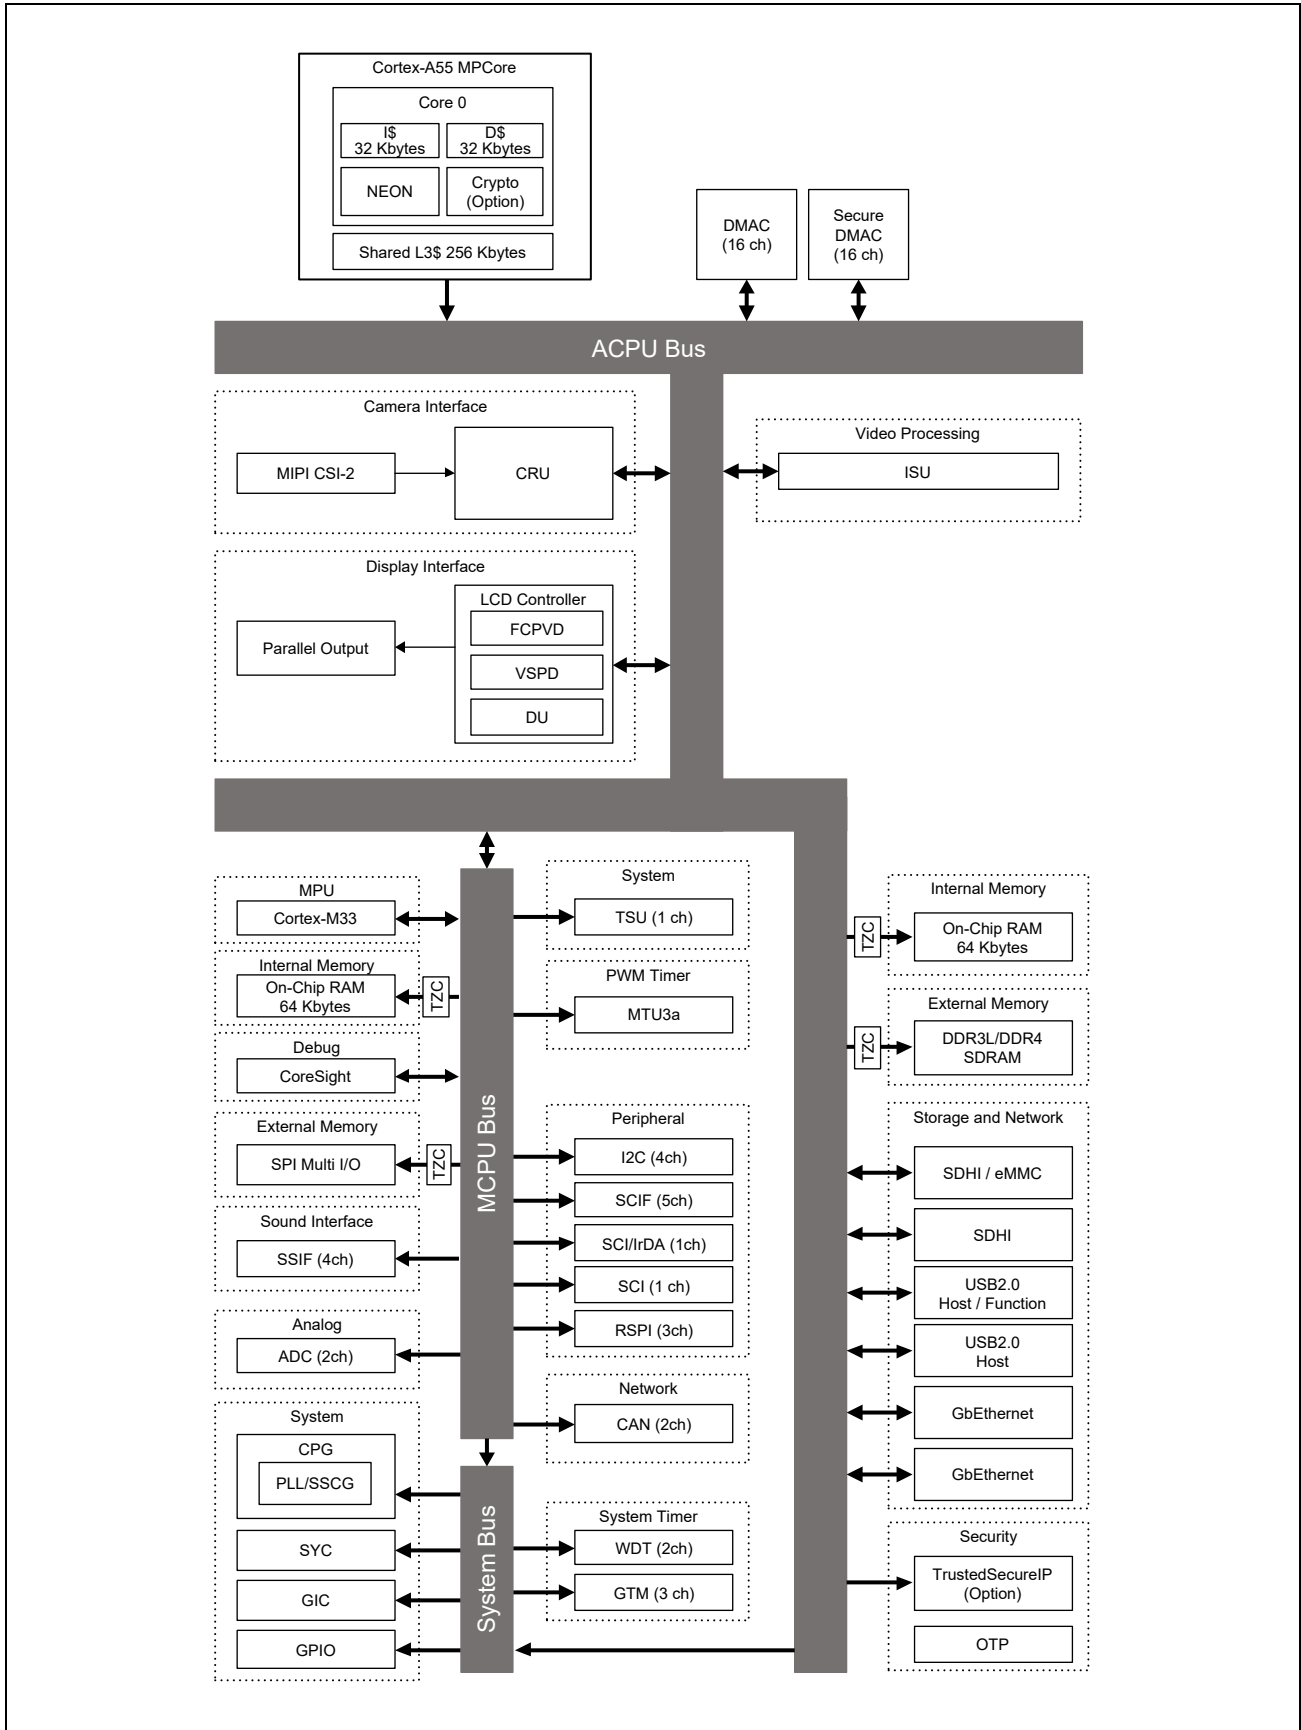 Cortex-A55 MPCore
Core 0
I$
32 Kbytes
D$
32 Kbytes
NEON
Crypto
(Option)
Shared L3$ 256 Kbytes
DMAC
(16 ch)
Secure
DMAC
(16 ch)
ACPU Bus
Camera Interface
MIPI CSI-2
CRU
Video Processing
ISU
Display Interface
LCD Controller
FCPVD
VSPD
DU
Parallel Output
MPU
Cortex-M33
Internal Memory
On-Chip RAM
64 Kbytes
TZC
Debug
CoreSight
External Memory
SPI Multi I/O
TZC
Sound Interface
SSIF (4ch)
Analog
ADC (2ch)
System
CPG
PLL/SSCG
SYC
GIC
GPIO
MCPU Bus
System Bus
System
TSU (1 ch)
PWM Timer
MTU3a
Peripheral
I2C (4ch)
SCIF (5ch)
SCI/IrDA (1ch)
SCI (1 ch)
RSPI (3ch)
Network
CAN (2ch)
System Timer
WDT (2ch)
GTM (3 ch)
Internal Memory
TZC
On-Chip RAM
64 Kbytes
External Memory
TZC
DDR3L/DDR4
SDRAM
Storage and Network
SDHI / eMMC
SDHI
USB2.0
Host / Function
USB2.0
Host
GbEthernet
GbEthernet
Security
TrustedSecureIP
(Option)
OTP